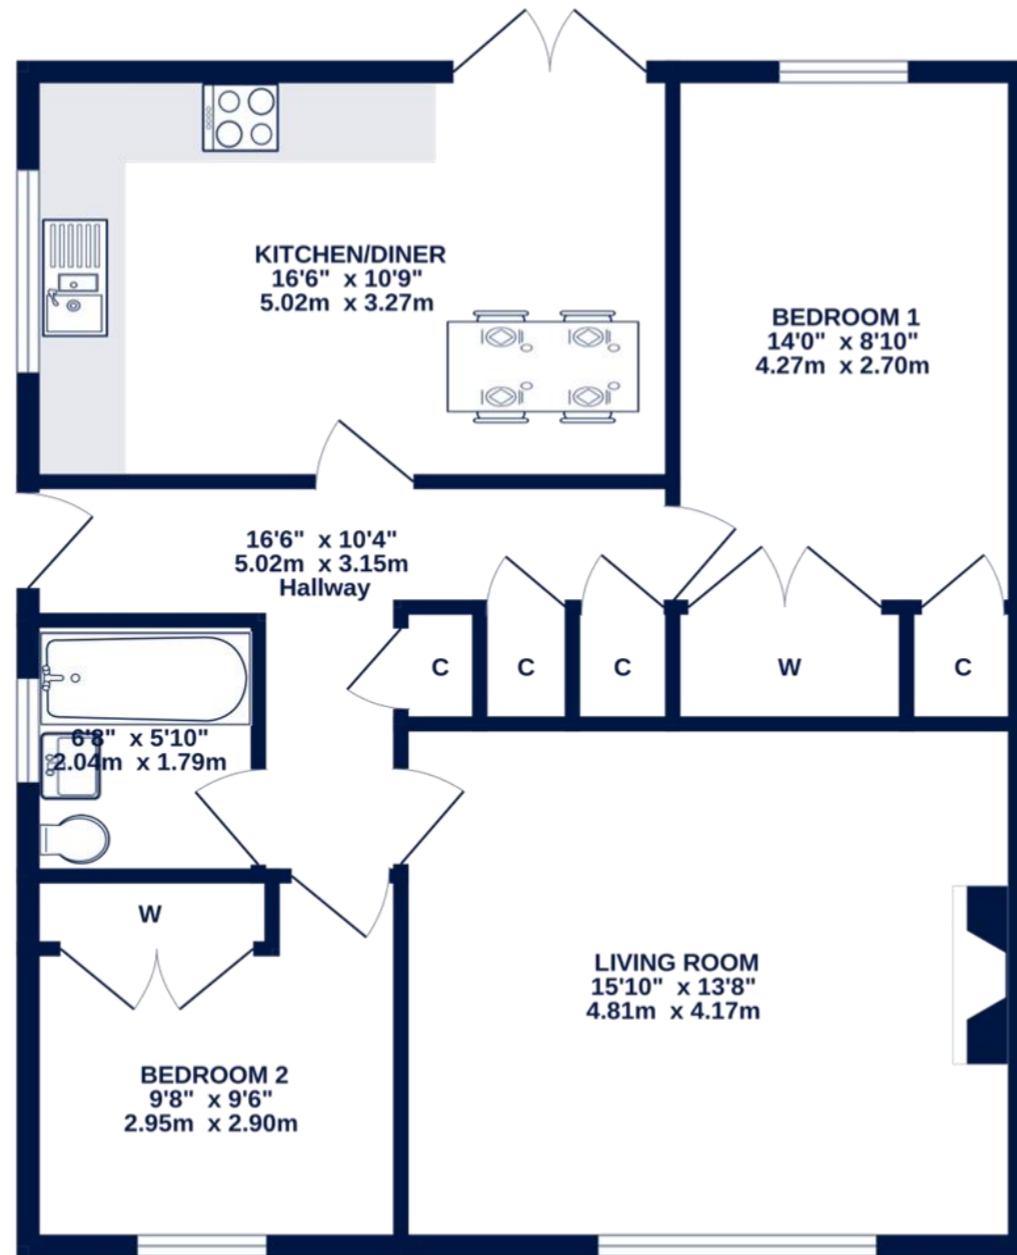 KITCHEN/DINER
16'6" x 10'9"
5.02m x 3.27m
BEDROOM 1
14'0" x 8'10"
4.27m x 2.70m
16'6" x 10'4"
5.02m x 3.15m
Hallway
C
C
C
W
C
6'8" x 5'10"
2.04m x 1.79m
W
LIVING ROOM
15'10" x 13'8"
4.81m x 4.17m
BEDROOM 2
9'8" x 9'6"
2.95m x 2.90m